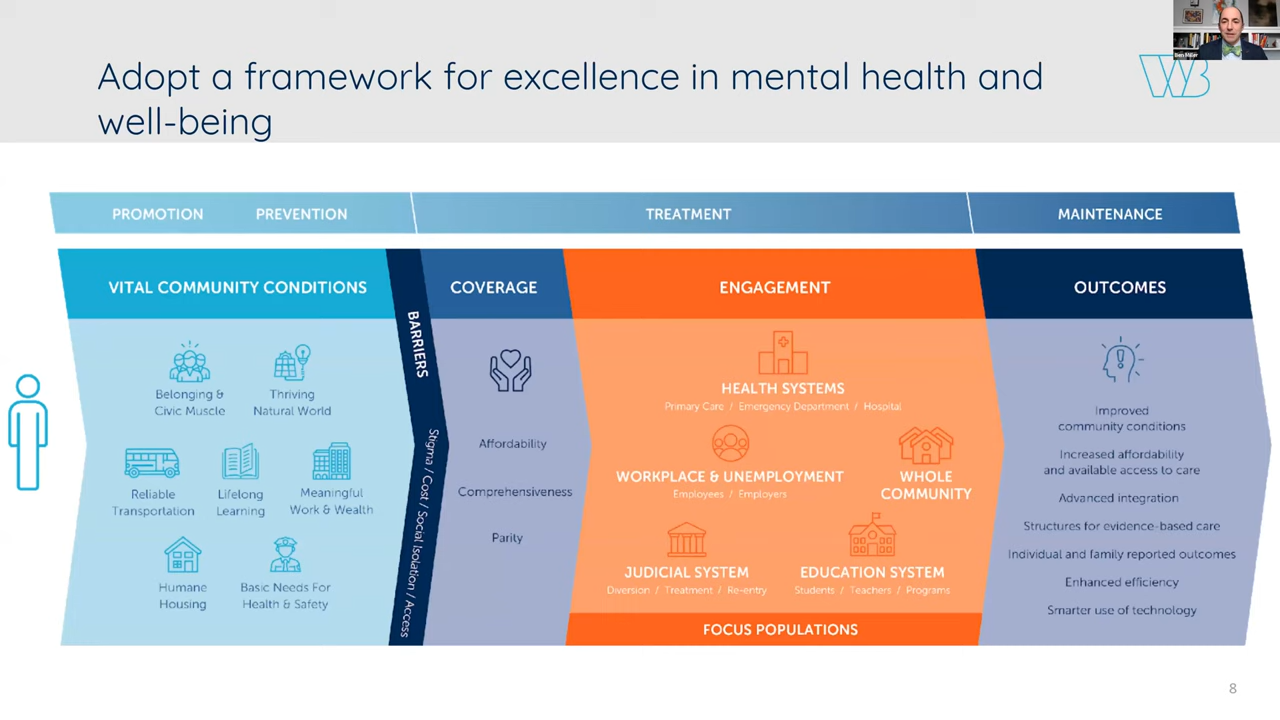 Adopt a framework for excellence in mental health and
well-being
WB
Ben Miller
PROMOTION
PREVENTION
TREATMENT
MAINTENANCE
VITAL COMMUNITY CONDITIONS
Belonging &
Civic Muscle
Thriving
Natural World
Reliable
Transportation
Lifelong
Learning
Meaningful
Work & Wealth
Humane
Housing
Basic Needs For
Health & Safety
BARRIERS
Stigma / Cost / Social Isolation / Access
COVERAGE
Affordability
Comprehensiveness
Parity
ENGAGEMENT
HEALTH SYSTEMS
Primary Care / Emergency Department / Hospital
WORKPLACE & UNEMPLOYMENT
Employees / Employers
WHOLE
COMMUNITY
JUDICIAL SYSTEM
Diversion / Treatment / Re-entry
EDUCATION SYSTEM
Students / Teachers / Programs
FOCUS POPULATIONS
OUTCOMES
Improved
community conditions
Increased affordability
and available access to care
Advanced integration
Structures for evidence-based care
Individual and family reported outcomes
Enhanced efficiency
Smarter use of technology
8